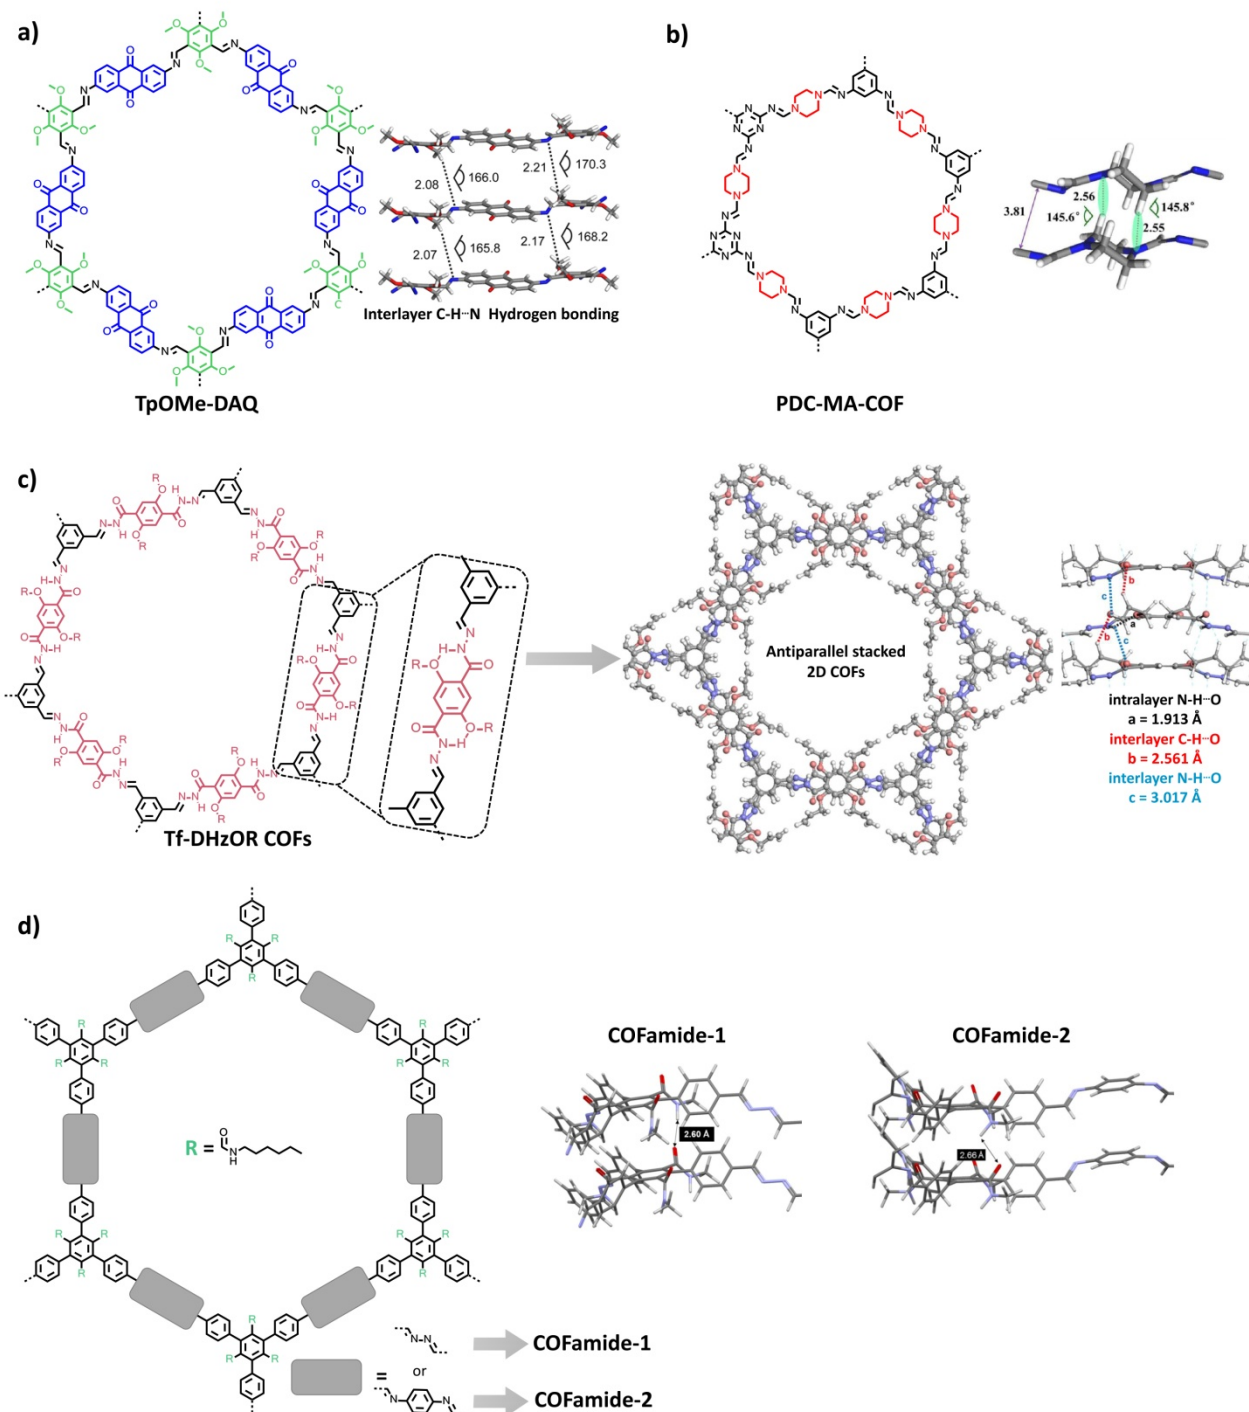 a)
2.08
166.0
2.21
170.3
2.07
165.8
2.17
168.2
Interlayer C-H···N Hydrogen bonding
TpOMe-DAQ
b)
3.81
2.56
145.6°
145.8°
2.55
PDC-MA-COF
c)
Tf-DHzOR COFs
Antiparallel stacked
2D COFs
b
c
a
b
c
intralayer N-H···O
a = 1.913 Å
interlayer C-H···O
b = 2.561 Å
interlayer N-H···O
c = 3.017 Å
d)
R =
COFamide-1
2.60 Å
COFamide-2
2.66 Å
COFamide-1
=
or
COFamide-2